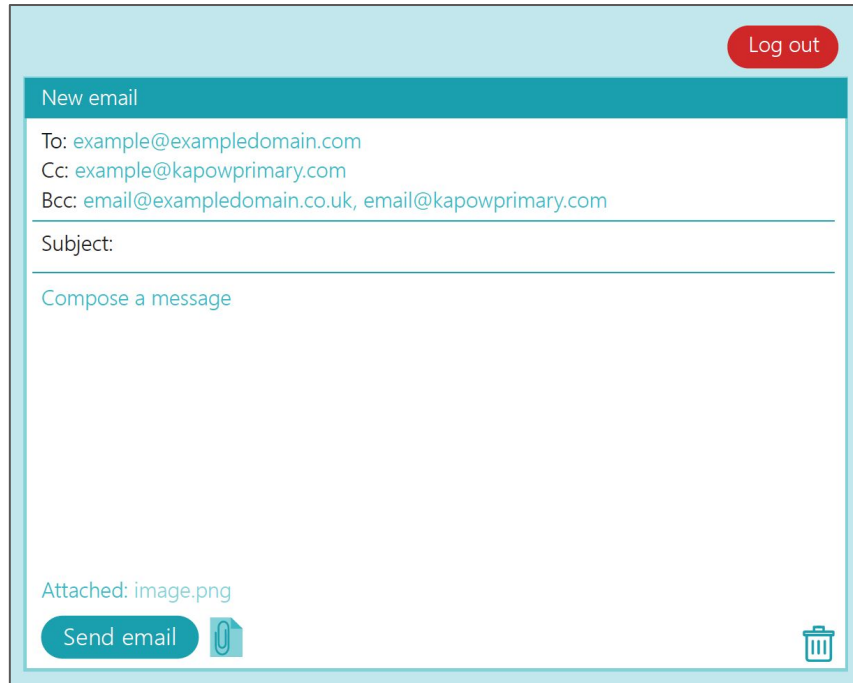 Log out
New email
To: example@exampledomain.com
Cc: example@kapowprimary.com
Bcc: email@exampledomain.co.uk, email@kapowprimary.com
Subject:
Compose a message
Attached: image.png
Send email